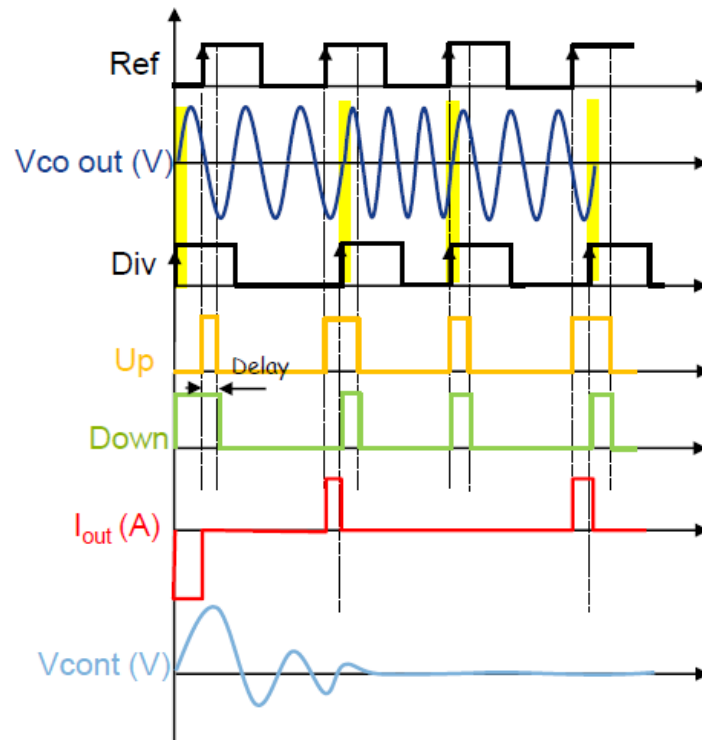 Ref
Vco out (V)
Div
Up
Delay
Down
Iout (A)
Vcont (V)